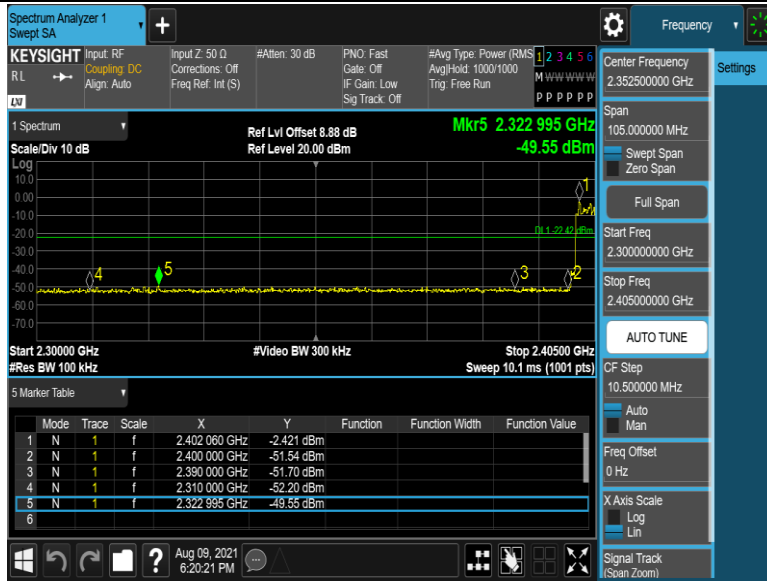 Spectrum Analyzer 1
Swept SA
Frequency
KEYSIGHT
RL
LXI
Input: RF
Coupling: DC
Align: Auto
Input Z: 50 Ω
Corrections: Off
Freq Ref: Int (S)
#Atten: 30 dB
PNO: Fast
Gate: Off
IF Gain: Low
Sig Track: Off
#Avg Type: Power (RMS
Avg|Hold: 1000/1000
Trig: Free Run
1 2 3 4 5 6
M W W W W W
P P P P P P
1 Spectrum
Scale/Div 10 dB
Ref Lvl Offset 8.88 dB
Ref Level 20.00 dBm
Mkr5 2.322 995 GHz
-49.55 dBm
Log
10.0
0.00
-10.0
-20.0
-30.0
-40.0
-50.0
-60.0
-70.0
1
DL1 -22.42 dBm
4
5
3
2
Start 2.30000 GHz
#Res BW 100 kHz
#Video BW 300 kHz
Stop 2.40500 GHz
Sweep 10.1 ms (1001 pts)
5 Marker Table
Mode Trace Scale X Y Function Function Width Function Value
1 N 1 f 2.402 060 GHz -2.421 dBm
2 N 1 f 2.400 000 GHz -51.54 dBm
3 N 1 f 2.390 000 GHz -51.70 dBm
4 N 1 f 2.310 000 GHz -52.20 dBm
5 N 1 f 2.322 995 GHz -49.55 dBm
6
Aug 09, 2021
6:20:21 PM
Center Frequency
2.352500000 GHz
Settings
Span
105.000000 MHz
Swept Span
Zero Span
Full Span
Start Freq
2.300000000 GHz
Stop Freq
2.405000000 GHz
AUTO TUNE
CF Step
10.500000 MHz
Auto
Man
Freq Offset
0 Hz
X Axis Scale
Log
Lin
Signal Track
(Span Zoom)